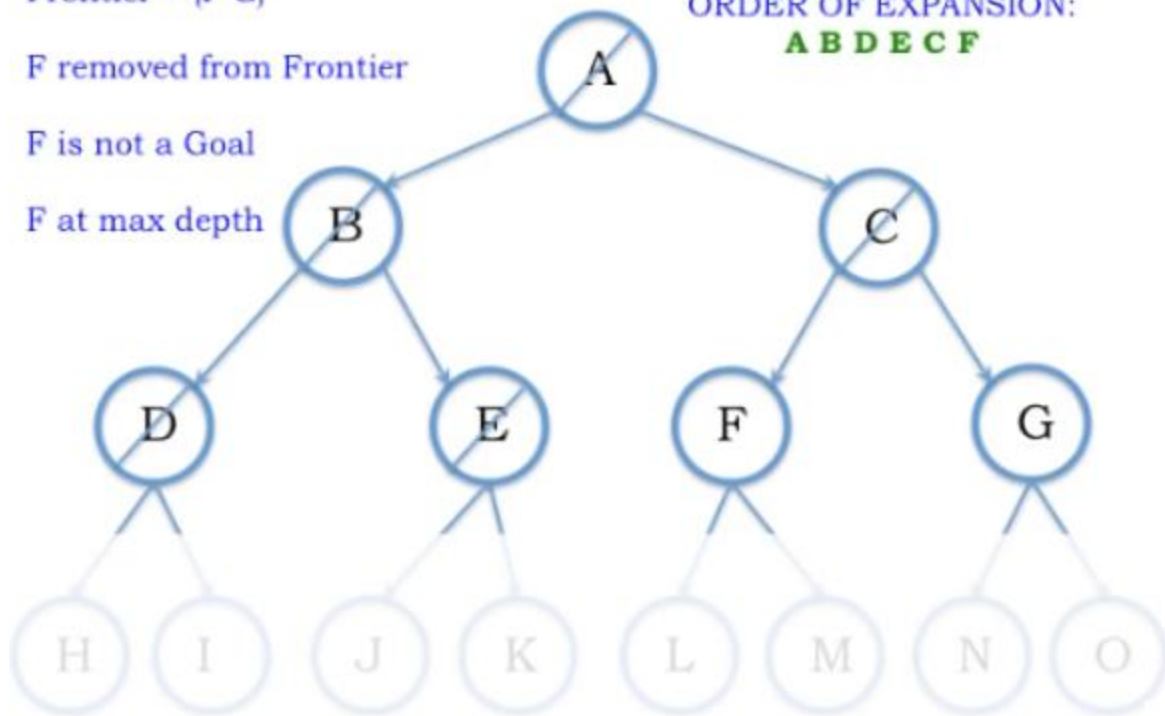 ORDER OF EXPANSION:
A B D E C F
F removed from Frontier
F is not a Goal
F at max depth
A
B
C
D
E
F
G
H
I
J
K
L
M
N
O